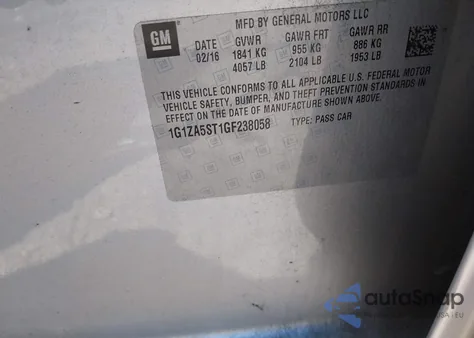 MFD BY GENERAL MOTORS LLC
GM
DATE GVWR GAWR FRT GAWR RR
02/16 1841 KG 955 KG 886 KG
4057 LB 2104 LB 1953 LB
THIS VEHICLE CONFORMS TO ALL APPLICABLE U.S. FEDERAL MOTOR
VEHICLE SAFETY, BUMPER, AND THEFT PREVENTION STANDARDS IN
EFFECT ON THE DATE OF MANUFACTURE SHOWN ABOVE.
1G1ZA5ST1GF238058 TYPE: PASS CAR
autoSnap
USA | EU